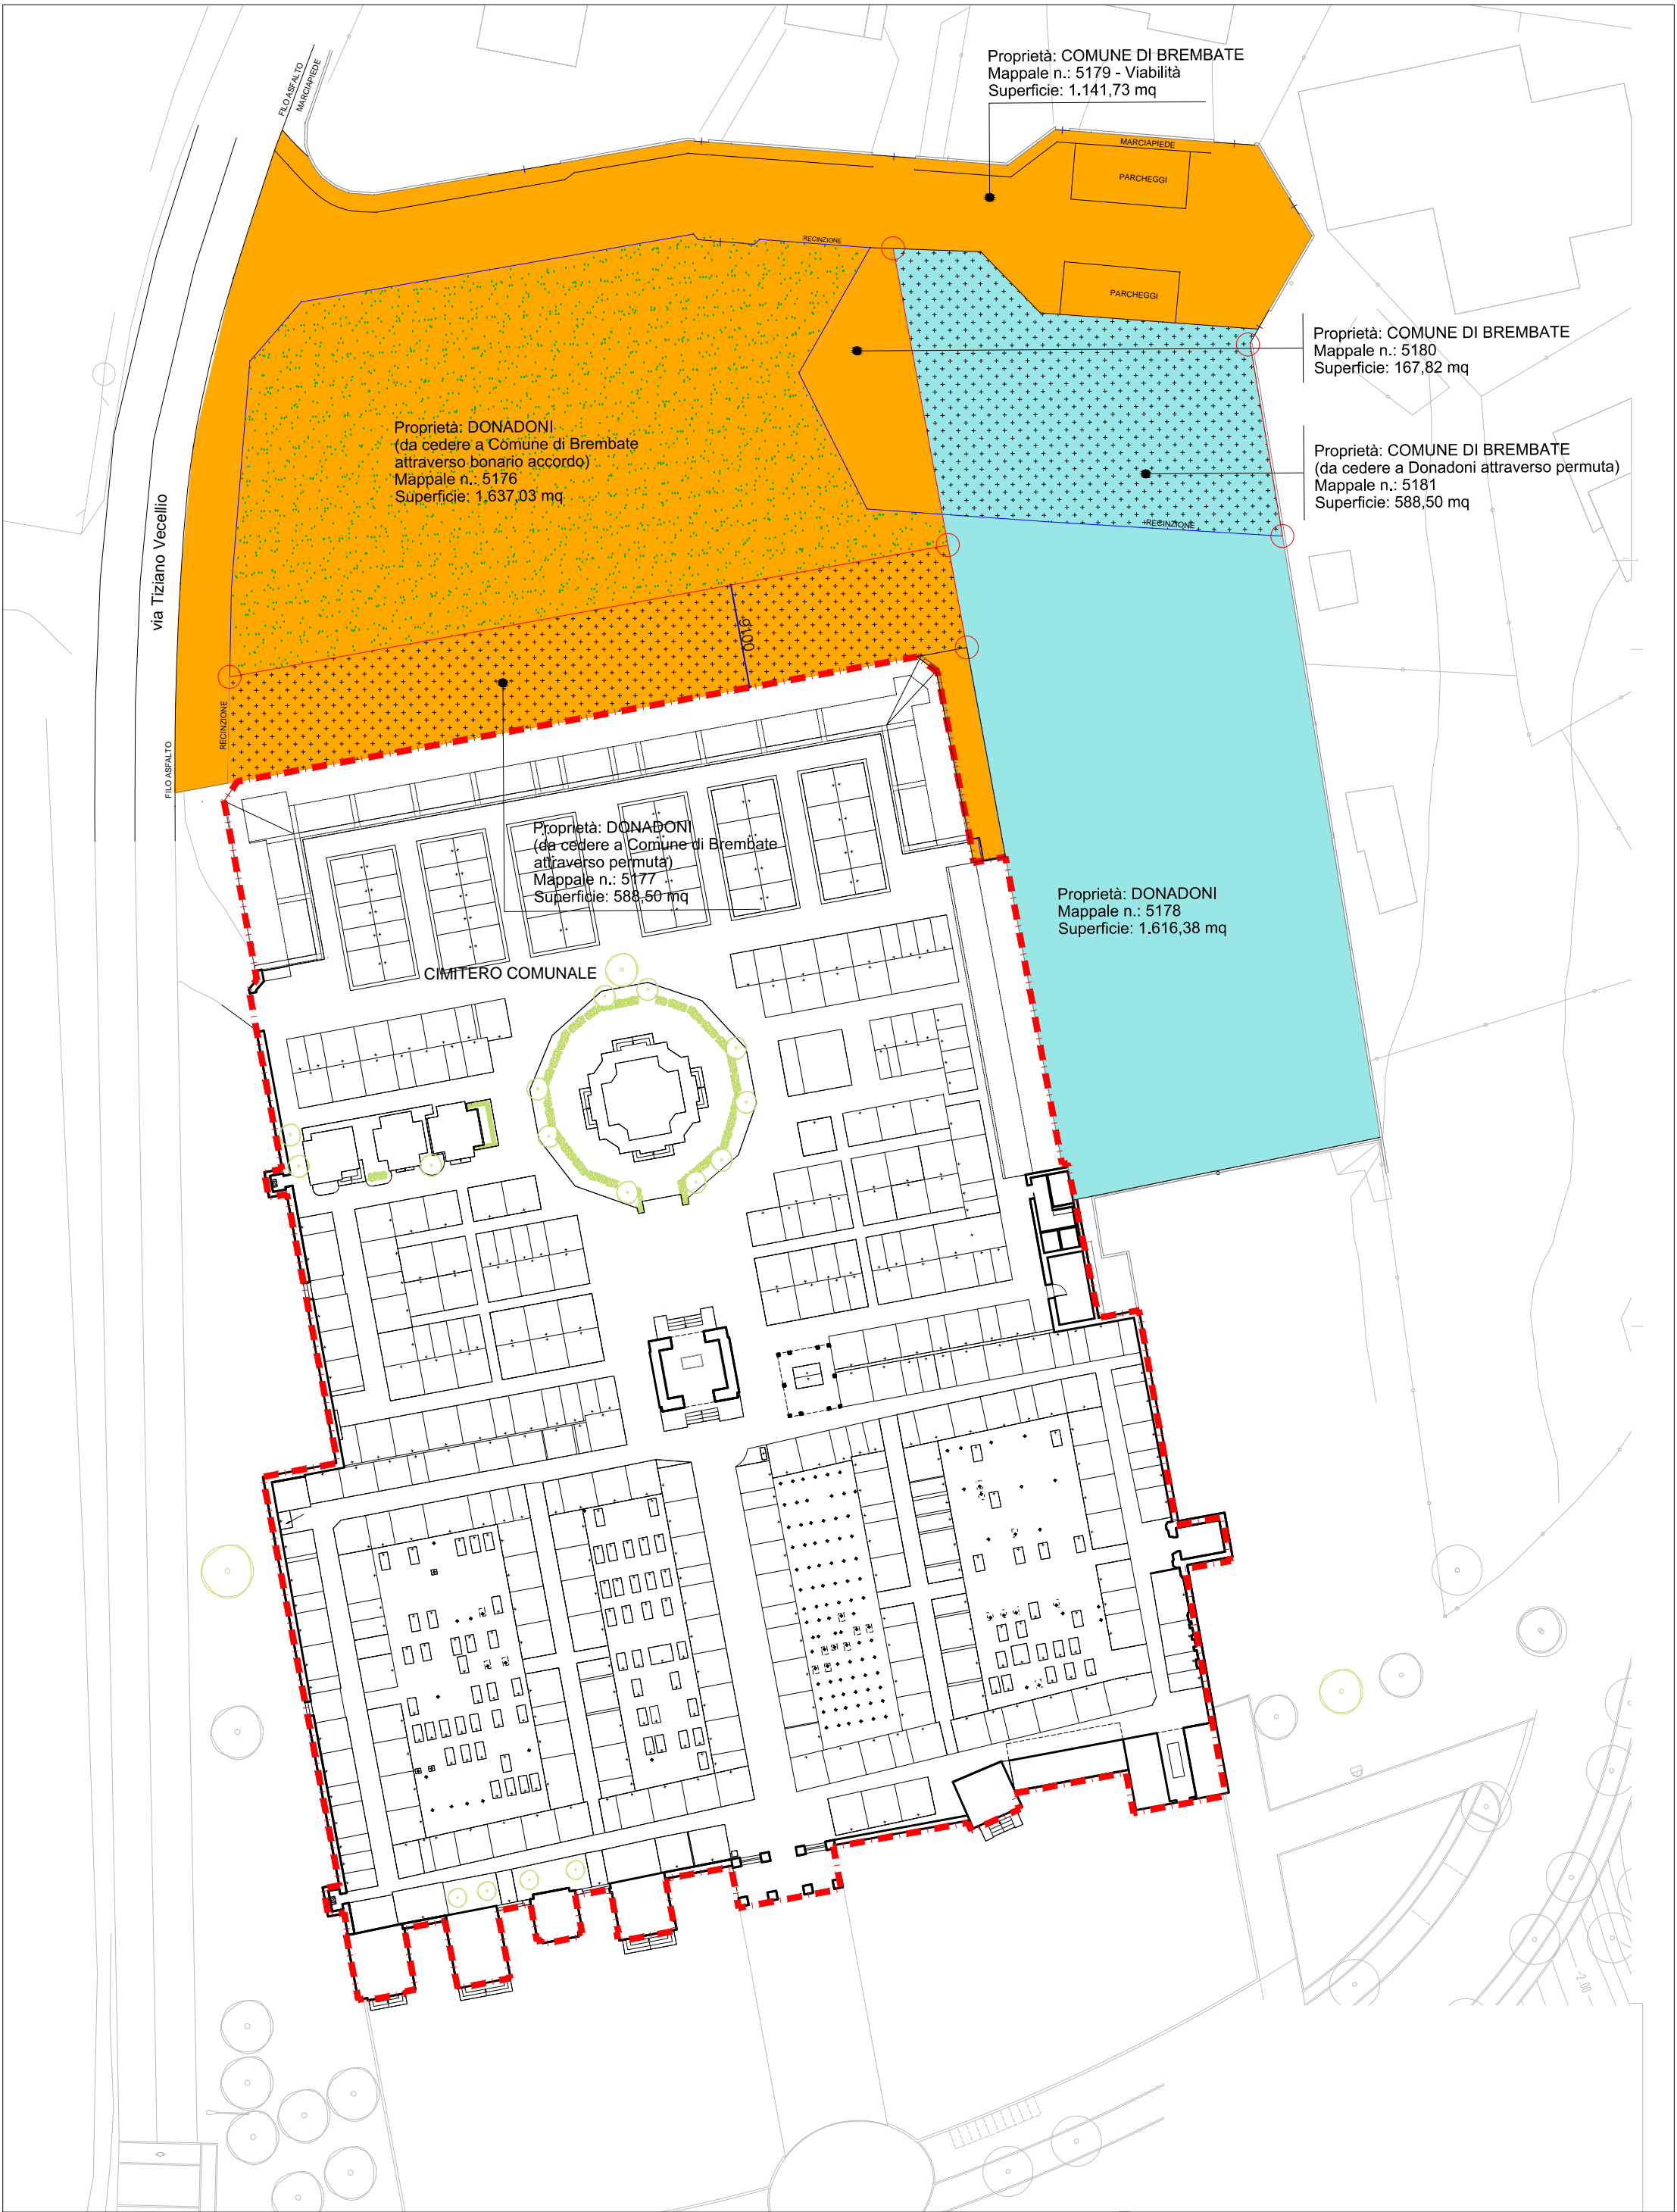 Proprietà: COMUNE DI BREMBATE
Mappale n.: 5179 - Viabilità
Superficie: 1.141,73 mq
FILO ASFALTO
MARCIAPIEDE
MARCIAPIEDE
PARCHEGGI
RECINZIONE
PARCHEGGI
Proprietà: COMUNE DI BREMBATE
Mappale n.: 5180
Superficie: 167,82 mq
Proprietà: DONADONI
(da cedere a Comune di Brembate
attraverso bonario accordo)
Mappale n.: 5176
Superficie: 1.637,03 mq
Proprietà: COMUNE DI BREMBATE
(da cedere a Donadoni attraverso permuta)
Mappale n.: 5181
Superficie: 588,50 mq
RECINZIONE
via Tiziano Vecellio
9100
RECINZIONE
FILO ASFALTO
Proprietà: DONADONI
(da cedere a Comune di Brembate
attraverso permuta)
Mappale n.: 5177
Superficie: 588,50 mq
Proprietà: DONADONI
Mappale n.: 5178
Superficie: 1.616,38 mq
CIMITERO COMUNALE
-2.00